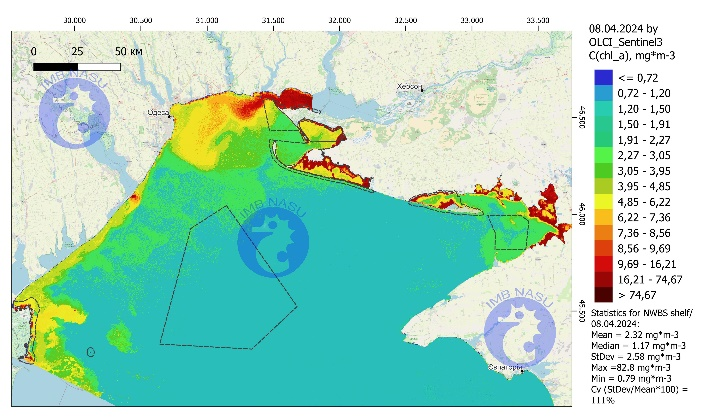 30.000 30.500 31.000 31.500 32.000 32.500 33.000 33.500
0 25 50 км
IMB NASU
Одеса
Херсон
46.500
46.000
45.500
IMB NASU
IMB NASU
08.04.2024 by
OLCI_Sentinel3
C(chl_a), mg*m-3
<= 0,72
0,72 - 1,20
1,20 - 1,50
1,50 - 1,91
1,91 - 2,27
2,27 - 3,05
3,05 - 3,95
3,95 - 4,85
4,85 - 6,22
6,22 - 7,36
7,36 - 8,56
8,56 - 9,69
9,69 - 16,21
16,21 - 74,67
> 74,67
Statistics for NWBS shelf/
08.04.2024:
Mean = 2.32 mg*m-3
Median = 1.17 mg*m-3
StDev = 2.58 mg*m-3
Max =82.8 mg*m-3
Min = 0.79 mg*m-3
Cv (StDev/Mean*100) =
111%